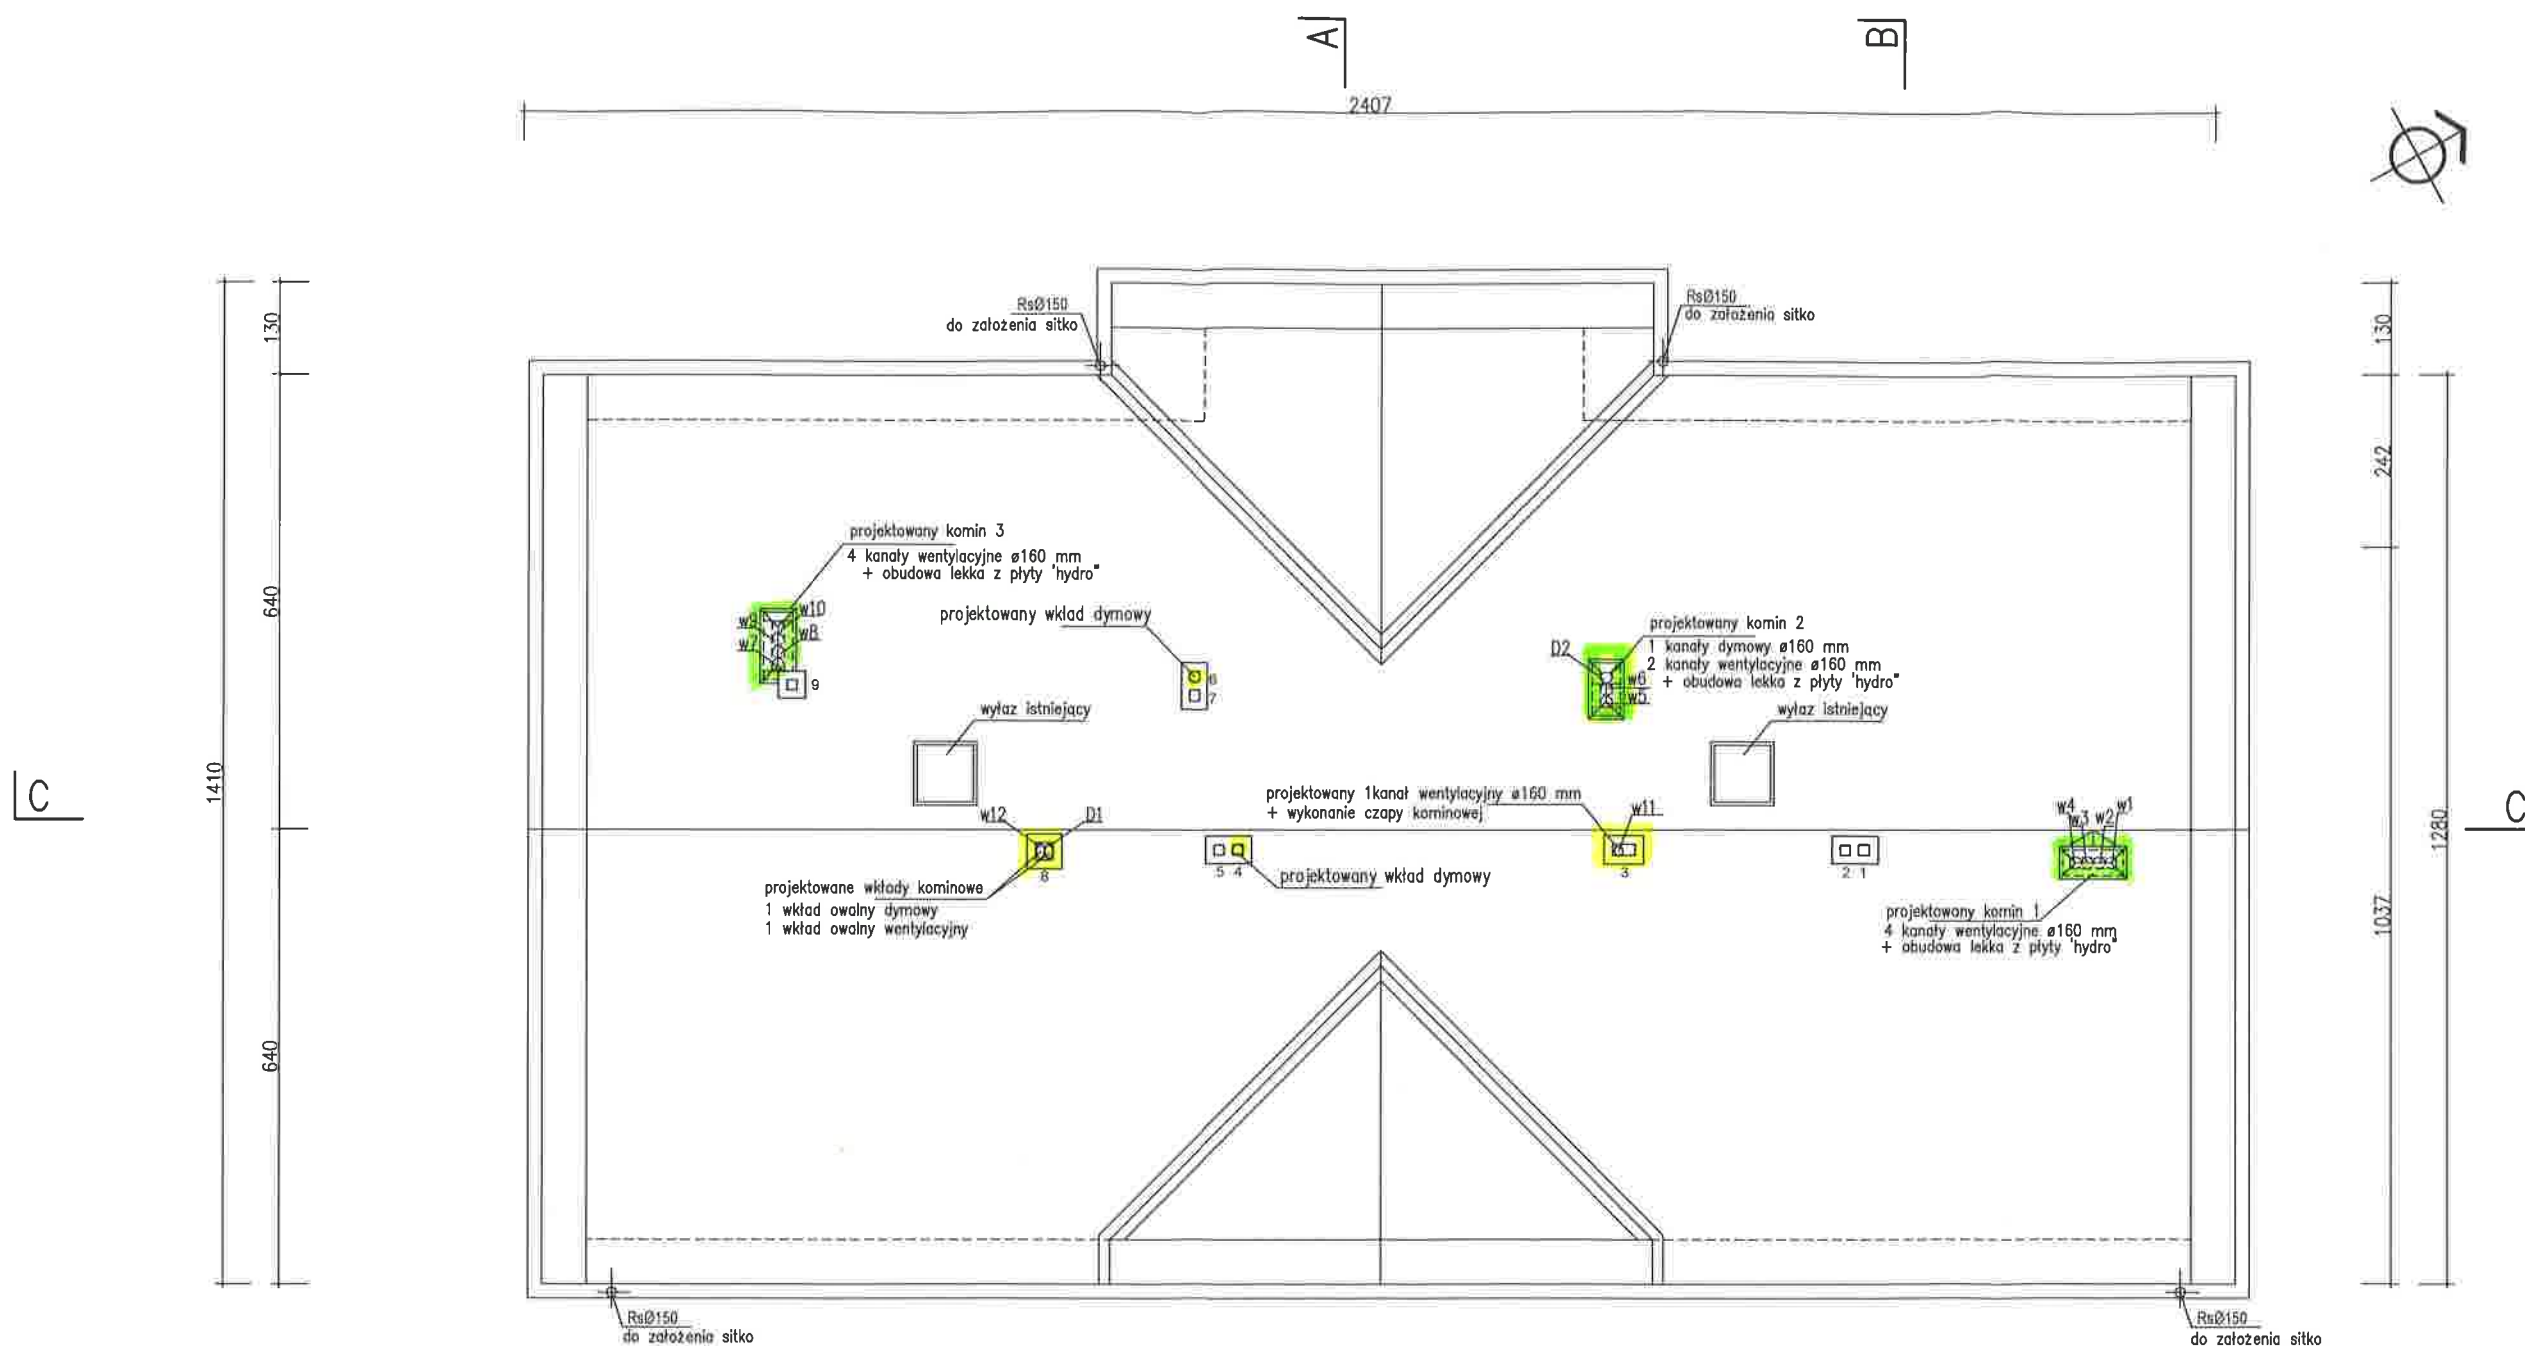 A
B
2407
RsØ150
do założenia sitko
RsØ150
do założenia sitko
130
640
1410
640
130
242
1280
1037
projektowany komin 3
4 kanały wentylacyjne ø160 mm
+ obudowa lekka z płyty 'hydro"
w9
w10
w7
w8
9
projektowany wkład dymowy
6
7
projektowany komin 2
1 kanały dymowy ø160 mm
2 kanały wentylacyjne ø160 mm
+ obudowa lekka z płyty 'hydro"
D2
w6
w5
wyłaz istniejący
wyłaz istniejący
C
C
projektowany 1kanał wentylacyjny ø160 mm
+ wykonanie czapy kominowej
w11
3
w12
D1
8
projektowane wkłady kominowe
1 wkład owalny dymowy
1 wkład owalny wentylacyjny
5 4
projektowany wkład dymowy
2 1
w4
w3
w2
w1
projektowany komin 1
4 kanały wentylacyjne ø160 mm
+ obudowa lekka z płyty 'hydro"
RsØ150
do założenia sitko
RsØ150
do założenia sitko